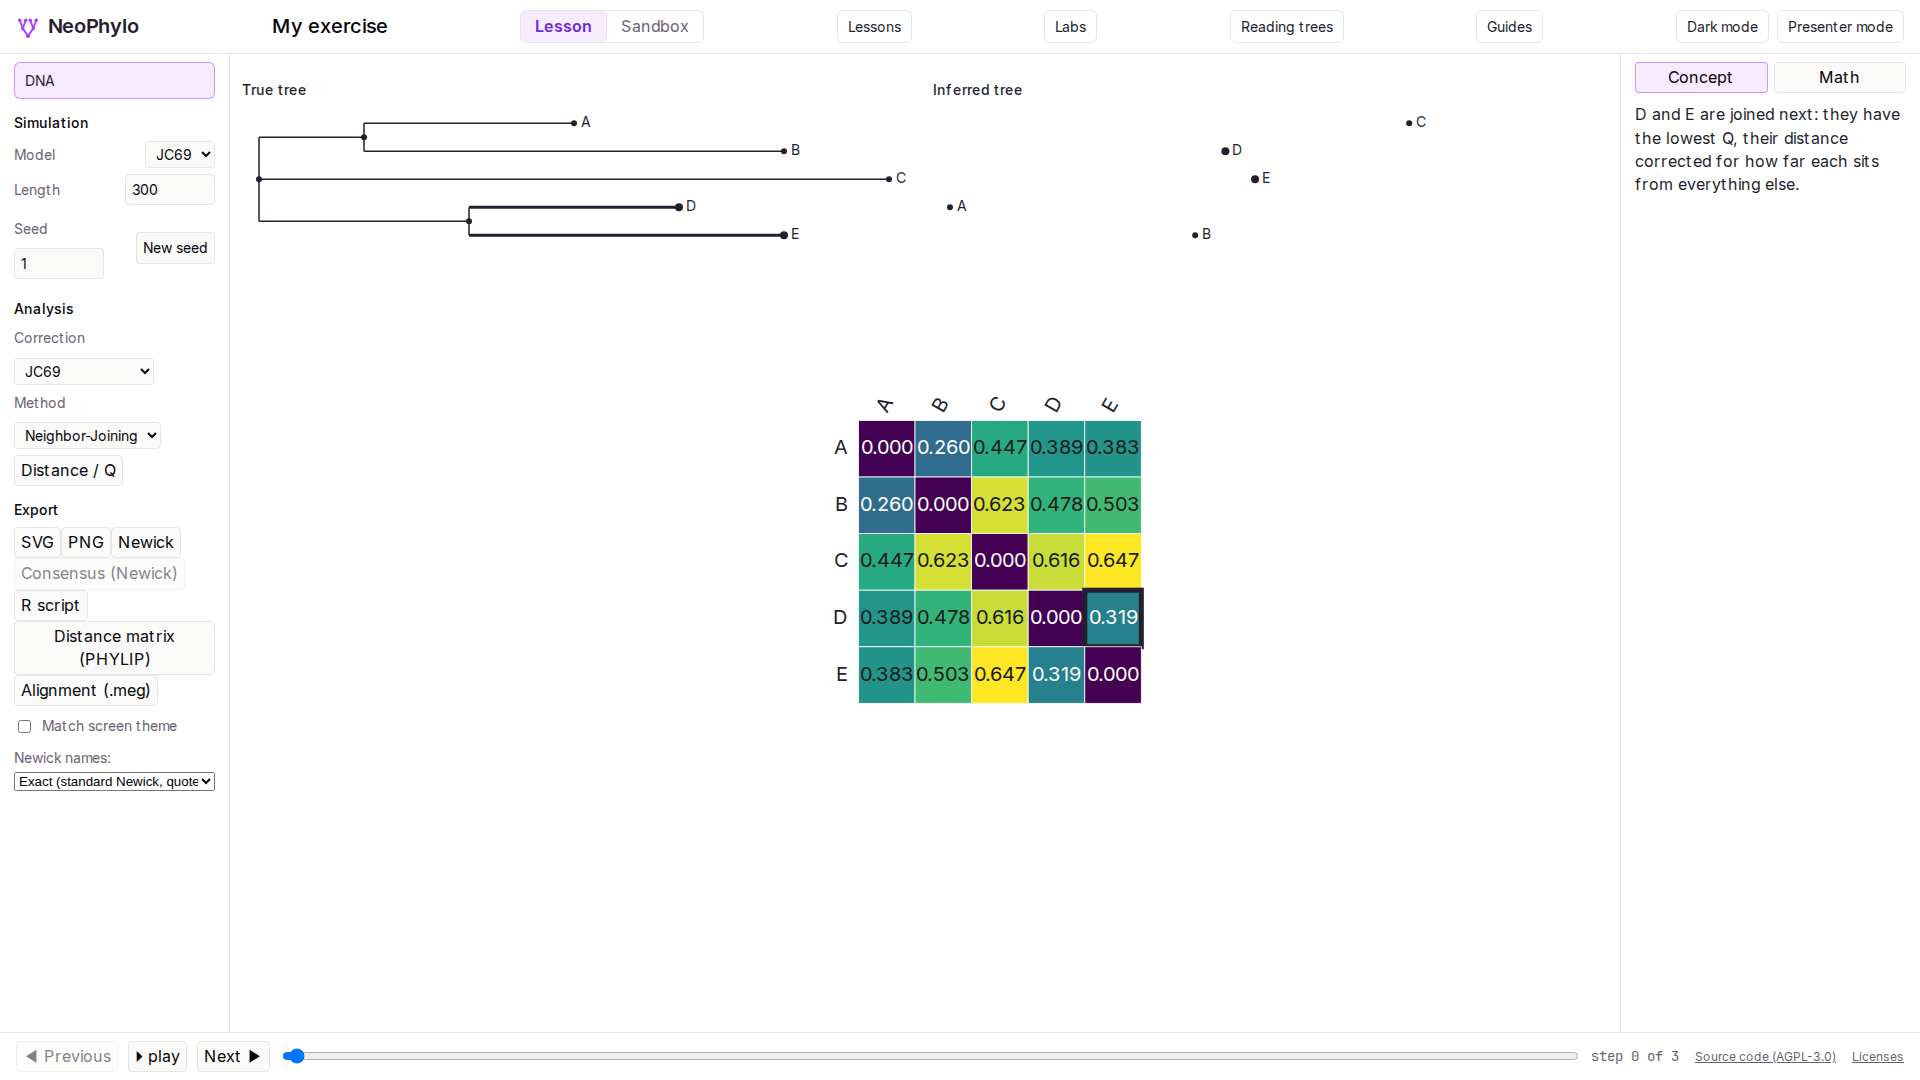 NeoPhylo
My exercise
Lesson
Sandbox
Lessons
Labs
Reading trees
Guides
Dark mode
Presenter mode
DNA
Simulation
Model
JC69
Length
300
Seed
1
New seed
Analysis
Correction
JC69
Method
Neighbor-Joining
Distance / Q
Export
SVG
PNG
Newick
Consensus (Newick)
R script
Distance matrix
(PHYLIP)
Alignment (.meg)
Match screen theme
Newick names:
Exact (standard Newick, quote
True tree
A
B
C
D
E
Inferred tree
C
D
E
A
B
A B C D E
A 0.000 0.260 0.447 0.389 0.383
B 0.260 0.000 0.623 0.478 0.503
C 0.447 0.623 0.000 0.616 0.647
D 0.389 0.478 0.616 0.000 0.319
E 0.383 0.503 0.647 0.319 0.000
Concept
Math
D and E are joined next: they have
the lowest Q, their distance
corrected for how far each sits
from everything else.
Previous
play
Next
step 0 of 3
Source code (AGPL-3.0)
Licenses